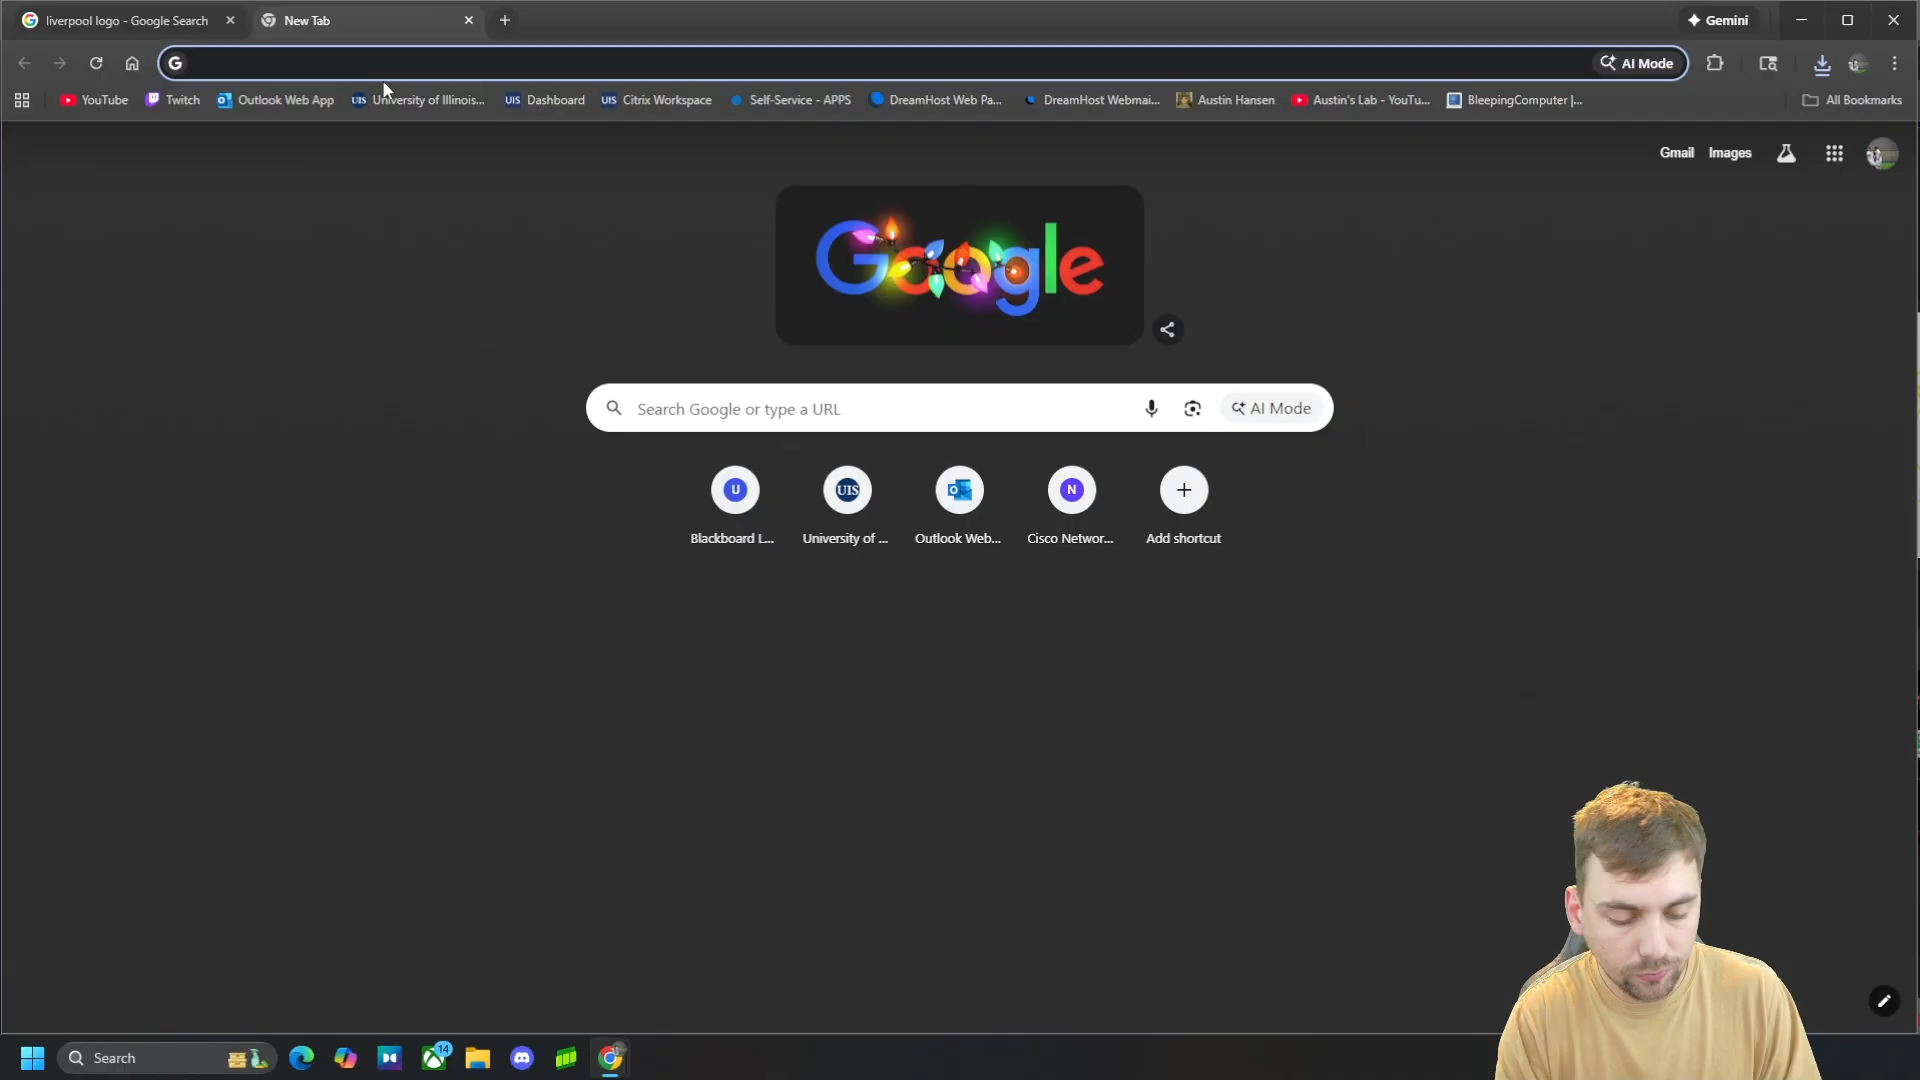 liverpool logo - Google Search
New Tab
Gemini
AI Mode
YouTube
Twitch
Outlook Web App
UIS University of Illinois...
UIS Dashboard
UIS Citrix Workspace
Self-Service - APPS
DreamHost Web Pa...
DreamHost Webmai...
Austin Hansen
Austin's Lab - YouTu...
BleepingComputer |...
All Bookmarks
Gmail
Images
Google
Search Google or type a URL
AI Mode
U
UIS
N
Blackboard L...
University of ...
Outlook Web...
Cisco Networ...
Add shortcut
Search
14